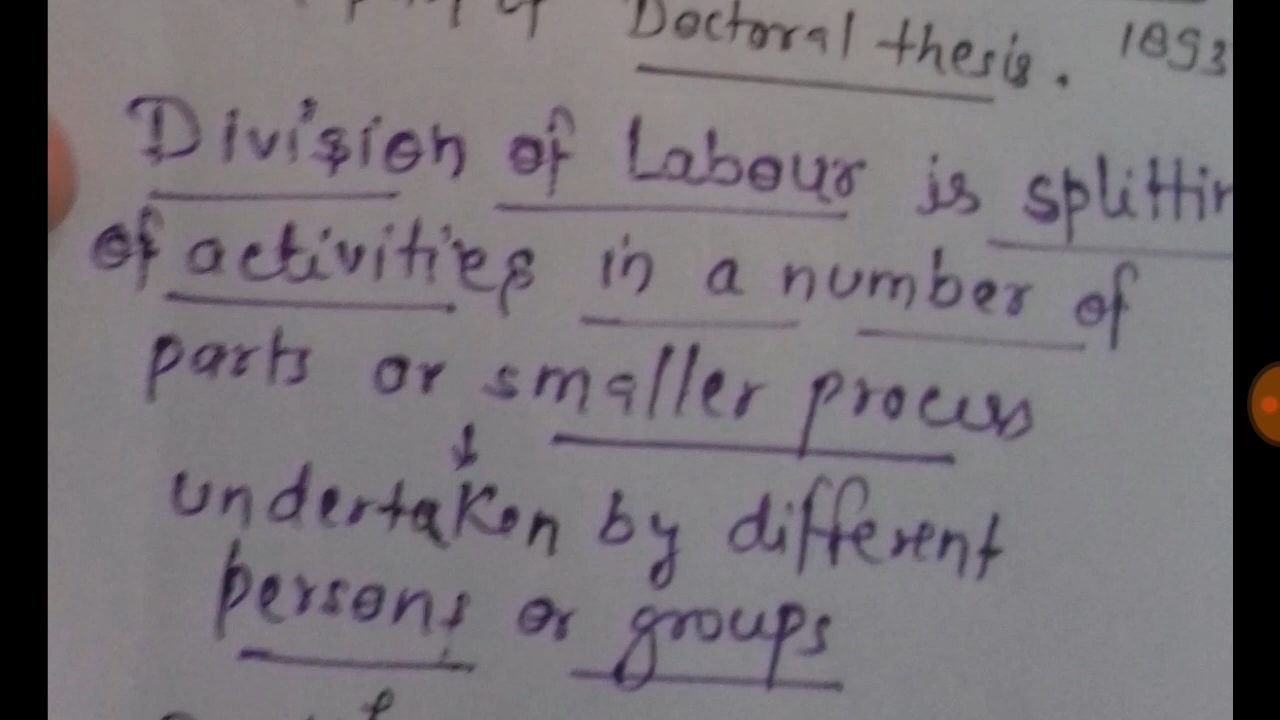 of Doctoral thesis. 1893
Division of Labour is splittin
of activities in a number of
parts or smaller process
undertaken by different
persons or groups